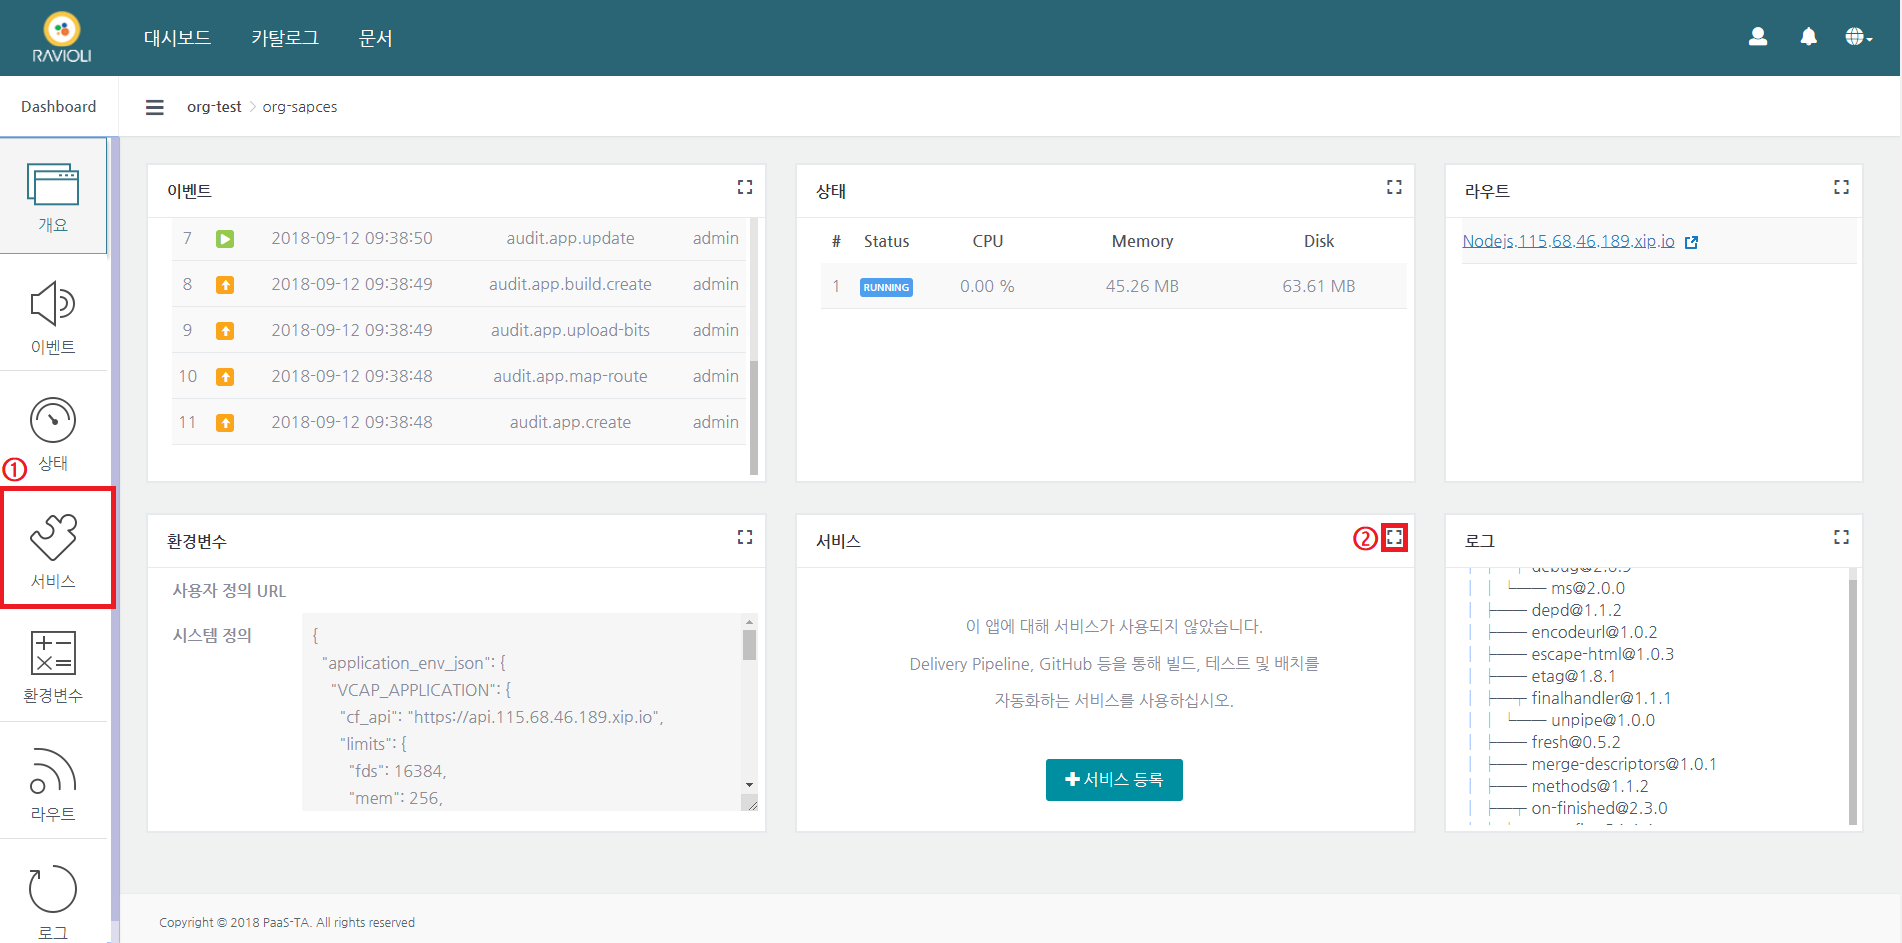 RAVIOLI
대시보드 카탈로그 문서
Dashboard
org-test > org-sapces
개요
이벤트
상태
①
서비스
환경변수
라우트
로그
이벤트
7 2018-09-12 09:38:50 audit.app.update admin
8 2018-09-12 09:38:49 audit.app.build.create admin
9 2018-09-12 09:38:49 audit.app.upload-bits admin
10 2018-09-12 09:38:48 audit.app.map-route admin
11 2018-09-12 09:38:48 audit.app.create admin
상태
# Status CPU Memory Disk
1 RUNNING 0.00 % 45.26 MB 63.61 MB
라우트
Nodejs.115.68.46.189.xip.io
환경변수
사용자 정의 URL
시스템 정의
{
"application_env_json": {
"VCAP_APPLICATION": {
"cf_api": "https://api.115.68.46.189.xip.io",
"limits": {
"fds": 16384,
"mem": 256,
서비스
②
이 앱에 대해 서비스가 사용되지 않았습니다.
Delivery Pipeline, GitHub 등을 통해 빌드, 테스트 및 배치를
자동화하는 서비스를 사용하십시오.
+ 서비스 등록
로그
│ │ └── ms@2.0.0
│ ├── depd@1.1.2
│ ├── encodeurl@1.0.2
│ ├── escape-html@1.0.3
│ ├── etag@1.8.1
│ ├─┬ finalhandler@1.1.1
│ │ └── unpipe@1.0.0
│ ├── fresh@0.5.2
│ ├── merge-descriptors@1.0.1
│ ├── methods@1.1.2
│ ├─┬ on-finished@2.3.0
Copyright © 2018 PaaS-TA. All rights reserved